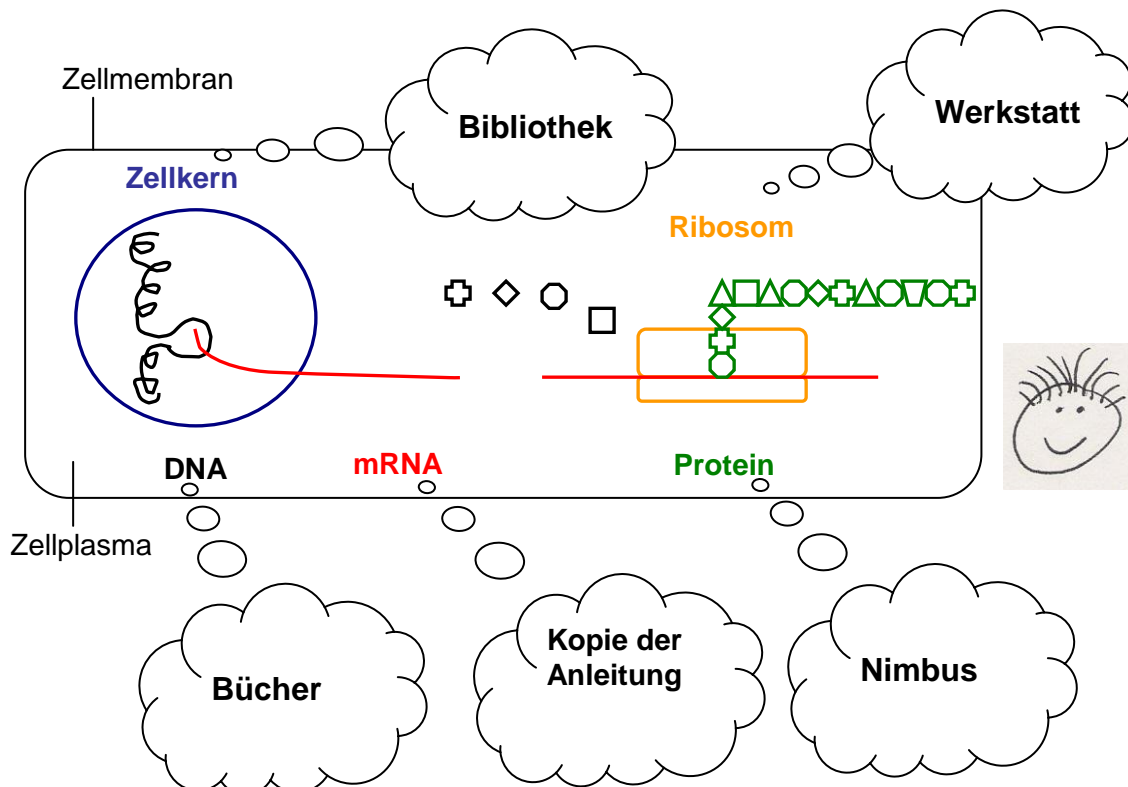 Zellmembran
Bibliothek
Werkstatt
Zellkern
Ribosom
DNA
mRNA
Protein
Zellplasma
Bücher
Kopie der
Anleitung
Nimbus